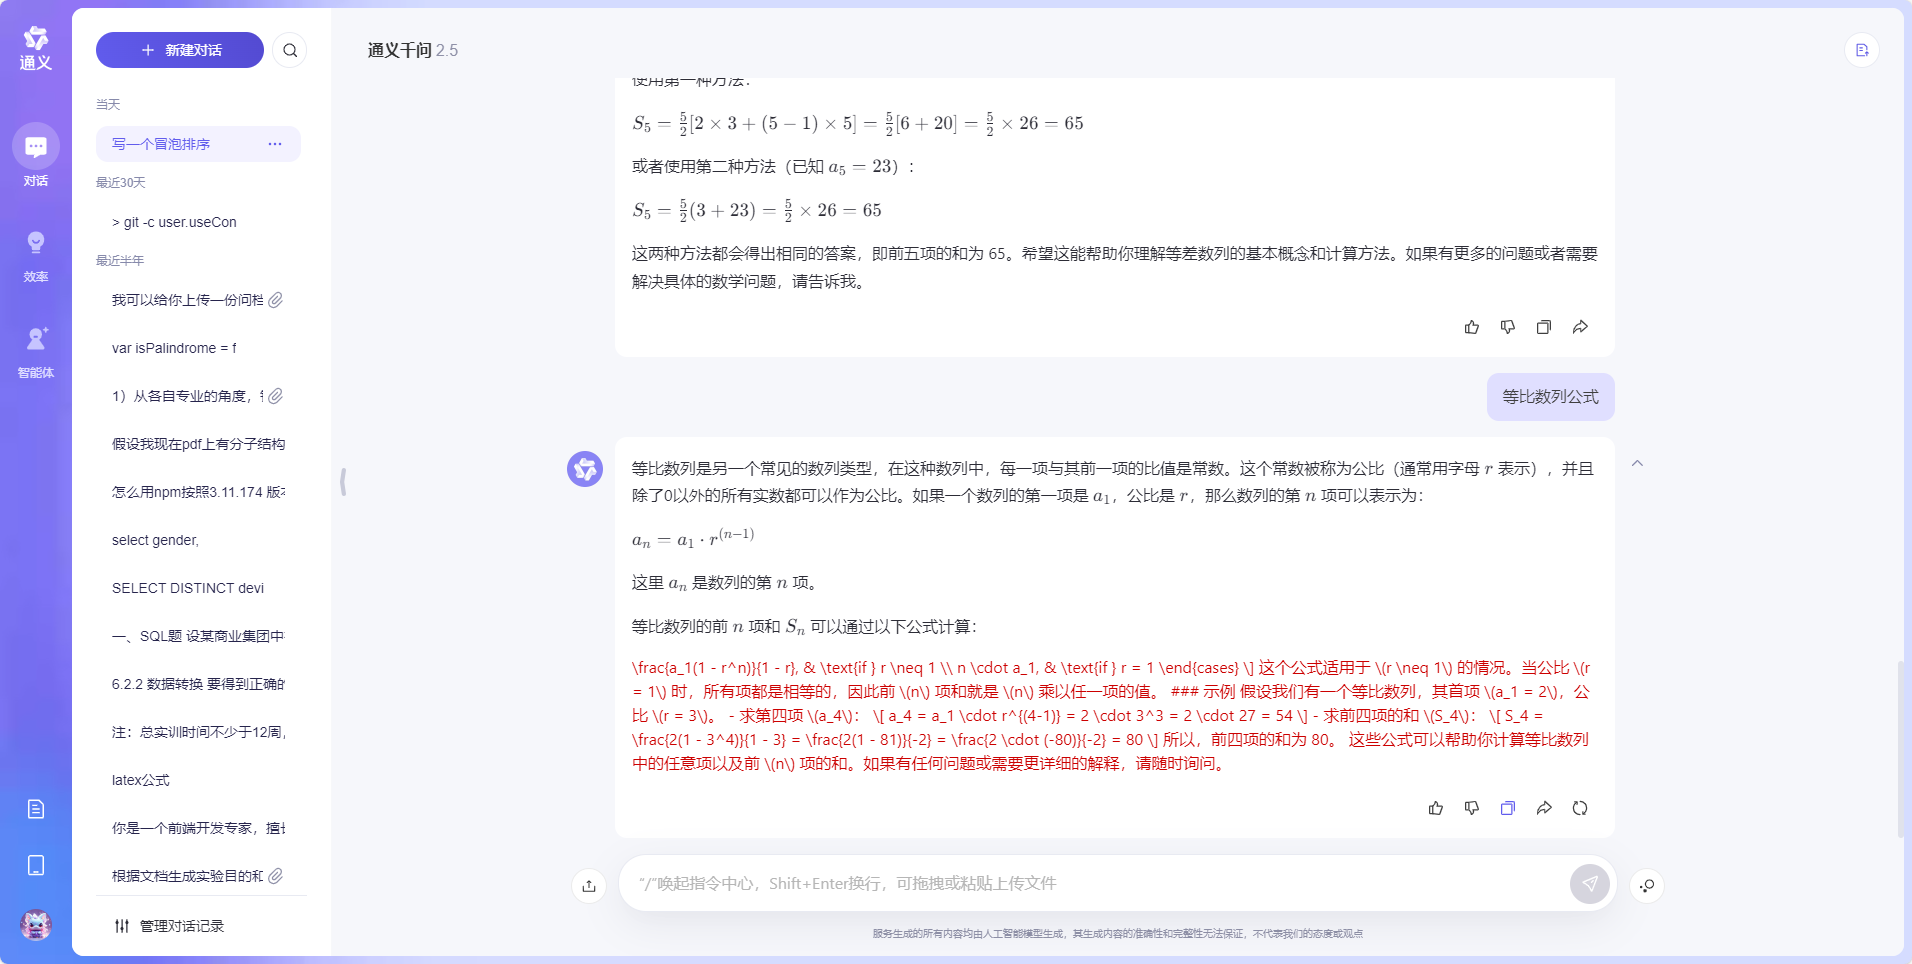 通义
对话
效率
智能体
新建对话
当天
写一个冒泡排序 ...
最近30天
> git -c user.useCon
最近半年
我可以给你上传一份问档
var isPalindrome = f
1）从各自专业的角度，
假设我现在pdf上有分子结构
怎么用npm按照3.11.174 版
select gender,
SELECT DISTINCT devi
一、SQL题 设某商业集团中
6.2.2 数据转换 要得到正确的
注：总实训时间不少于12周，
latex公式
你是一个前端开发专家，擅长
根据文档生成实验目的和
管理对话记录
通义千问 2.5
使用第一种方法：
S₅ = 5/2[2 × 3 + (5 − 1) × 5] = 5/2[6 + 20] = 5/2 × 26 = 65
或者使用第二种方法（已知 a₅ = 23）:
S₅ = 5/2(3 + 23) = 5/2 × 26 = 65
这两种方法都会得出相同的答案，即前五项的和为 65。希望这能帮助你理解等差数列的基本概念和计算方法。如果有更多的问题或者需要
解决具体的数学问题，请告诉我。
等比数列公式
等比数列是另一个常见的数列类型，在这种数列中，每一项与其前一项的比值是常数。这个常数被称为公比（通常用字母 r 表示），并且
除了0以外的所有实数都可以作为公比。如果一个数列的第一项是 a₁，公比是 r，那么数列的第 n 项可以表示为：
aₙ = a₁ · r⁽ⁿ⁻¹⁾
这里 aₙ 是数列的第 n 项。
等比数列的前 n 项和 Sₙ 可以通过以下公式计算：
\frac{a_1(1 - r^n)}{1 - r}, & \text{if } r \neq 1 \\ n \cdot a_1, & \text{if } r = 1 \end{cases} \] 这个公式适用于 \(r \neq 1\) 的情况。当公比 \(r
= 1\) 时，所有项都是相等的，因此前 \(n\) 项和就是 \(n\) 乘以任一项的值。 ### 示例 假设我们有一个等比数列，其首项 \(a_1 = 2\)，公
比 \(r = 3\)。 - 求第四项 \(a_4\)： \[ a_4 = a_1 \cdot r^{(4-1)} = 2 \cdot 3^3 = 2 \cdot 27 = 54 \] - 求前四项的和 \(S_4\)： \[ S_4 =
\frac{2(1 - 3^4)}{1 - 3} = \frac{2(1 - 81)}{-2} = \frac{2 \cdot (-80)}{-2} = 80 \] 所以，前四项的和为 80。 这些公式可以帮助你计算等比数列
中的任意项以及前 \(n\) 项的和。如果有任何问题或需要更详细的解释，请随时询问。
“/”唤起指令中心，Shift+Enter换行，可拖拽或粘贴上传文件
服务生成的所有内容均由人工智能模型生成，其生成内容的准确性和完整性无法保证，不代表我们的态度或观点